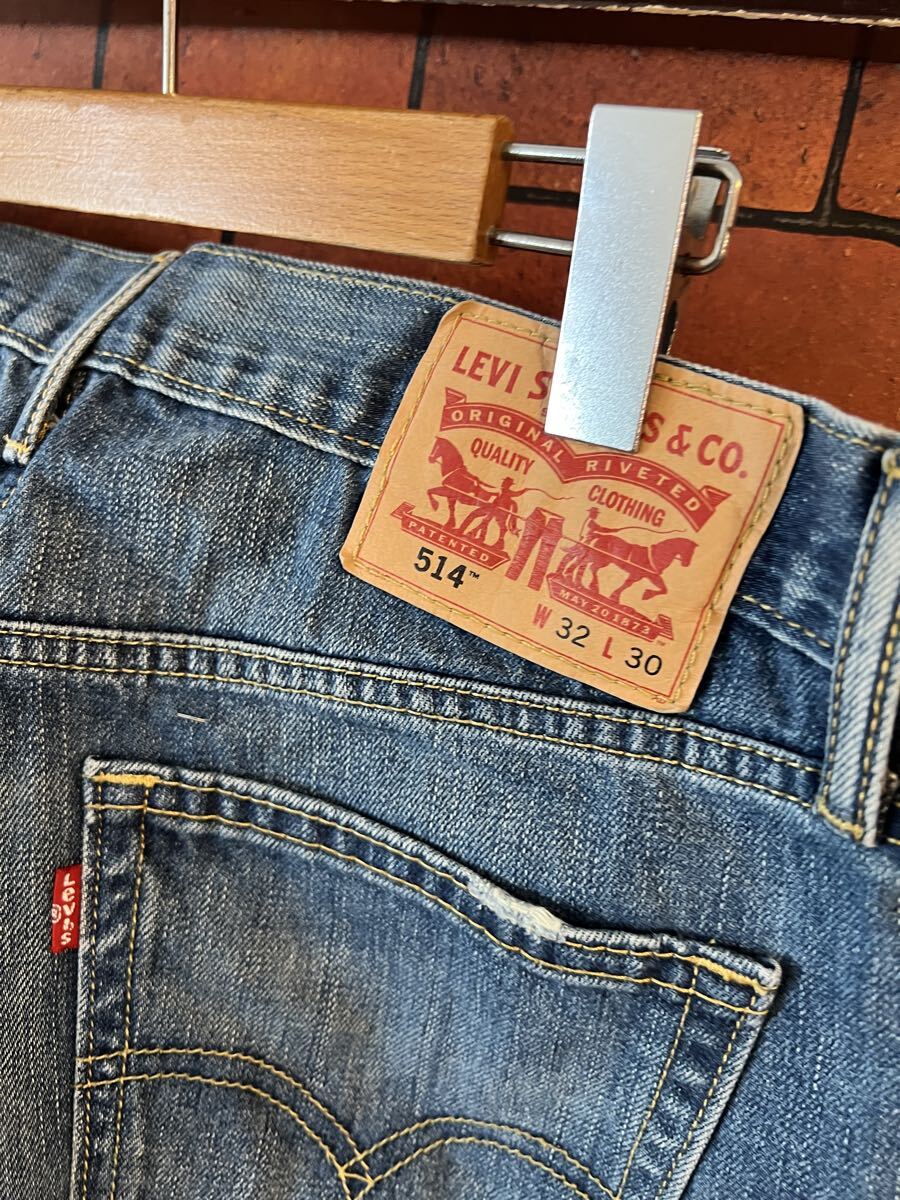 LEVI S S & CO.
ORIGINAL RIVETED
QUALITY CLOTHING
PATENTED MAY 20 1873
514™
W 32 L 30
LEVI'S
®